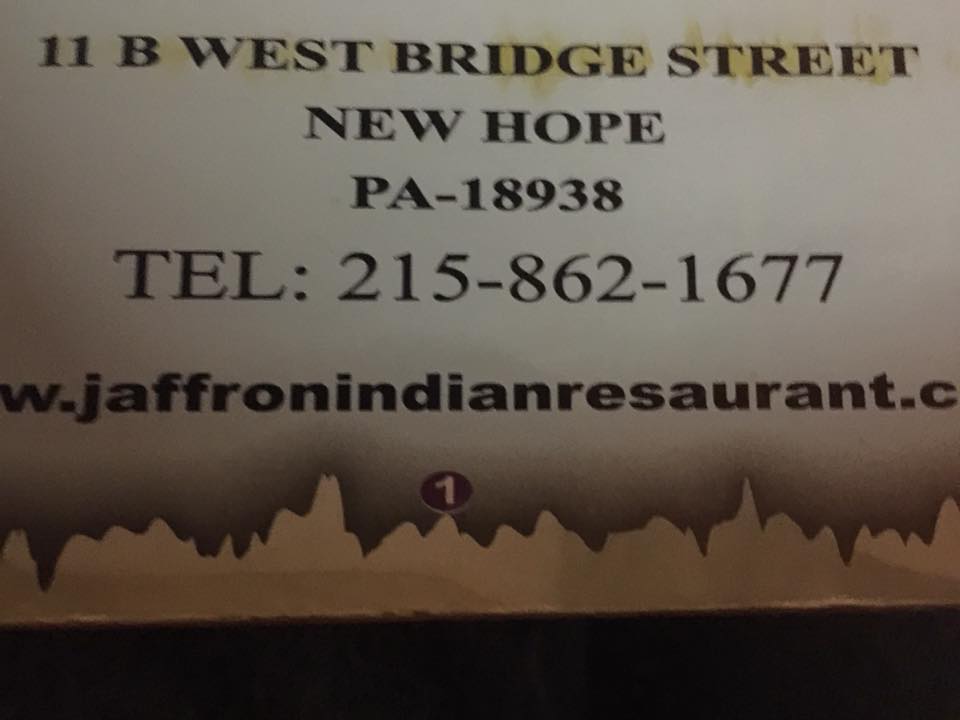 11 B WEST BRIDGE STREET
NEW HOPE
PA-18938
TEL: 215-862-1677
w.jaffronindianresaurant.c
1